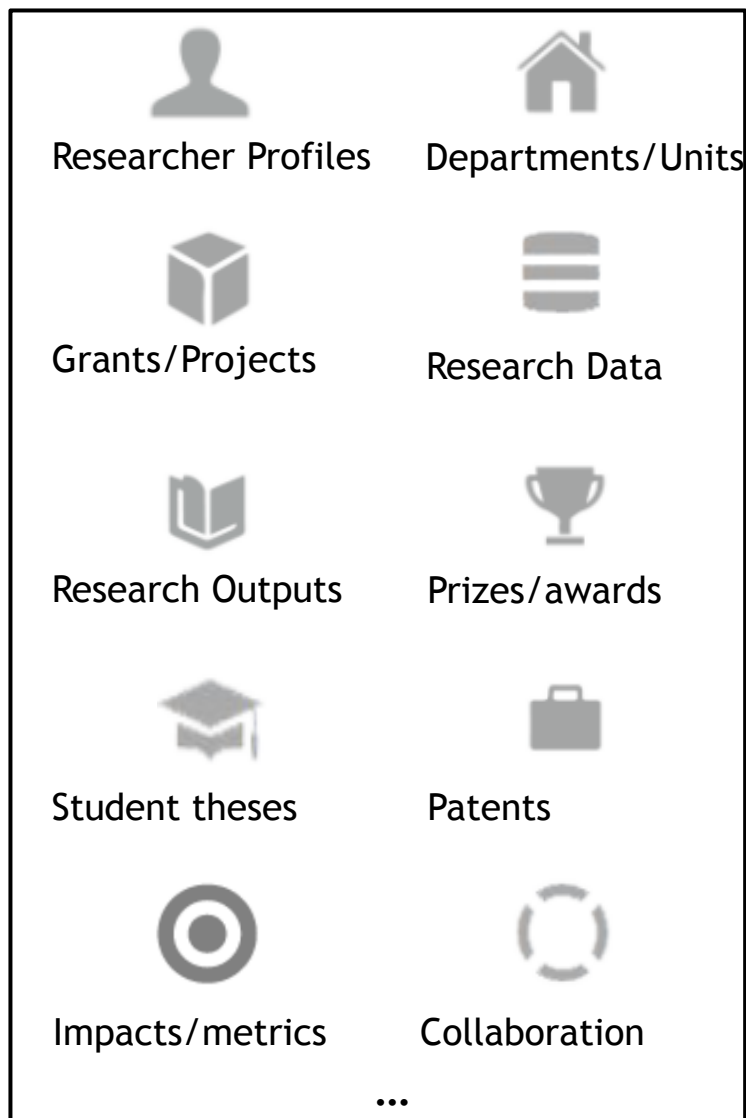 Researcher Profiles
Departments/Units
Grants/Projects
Research Data
Research Outputs
Prizes/awards
Student theses
Patents
Impacts/metrics
Collaboration
...